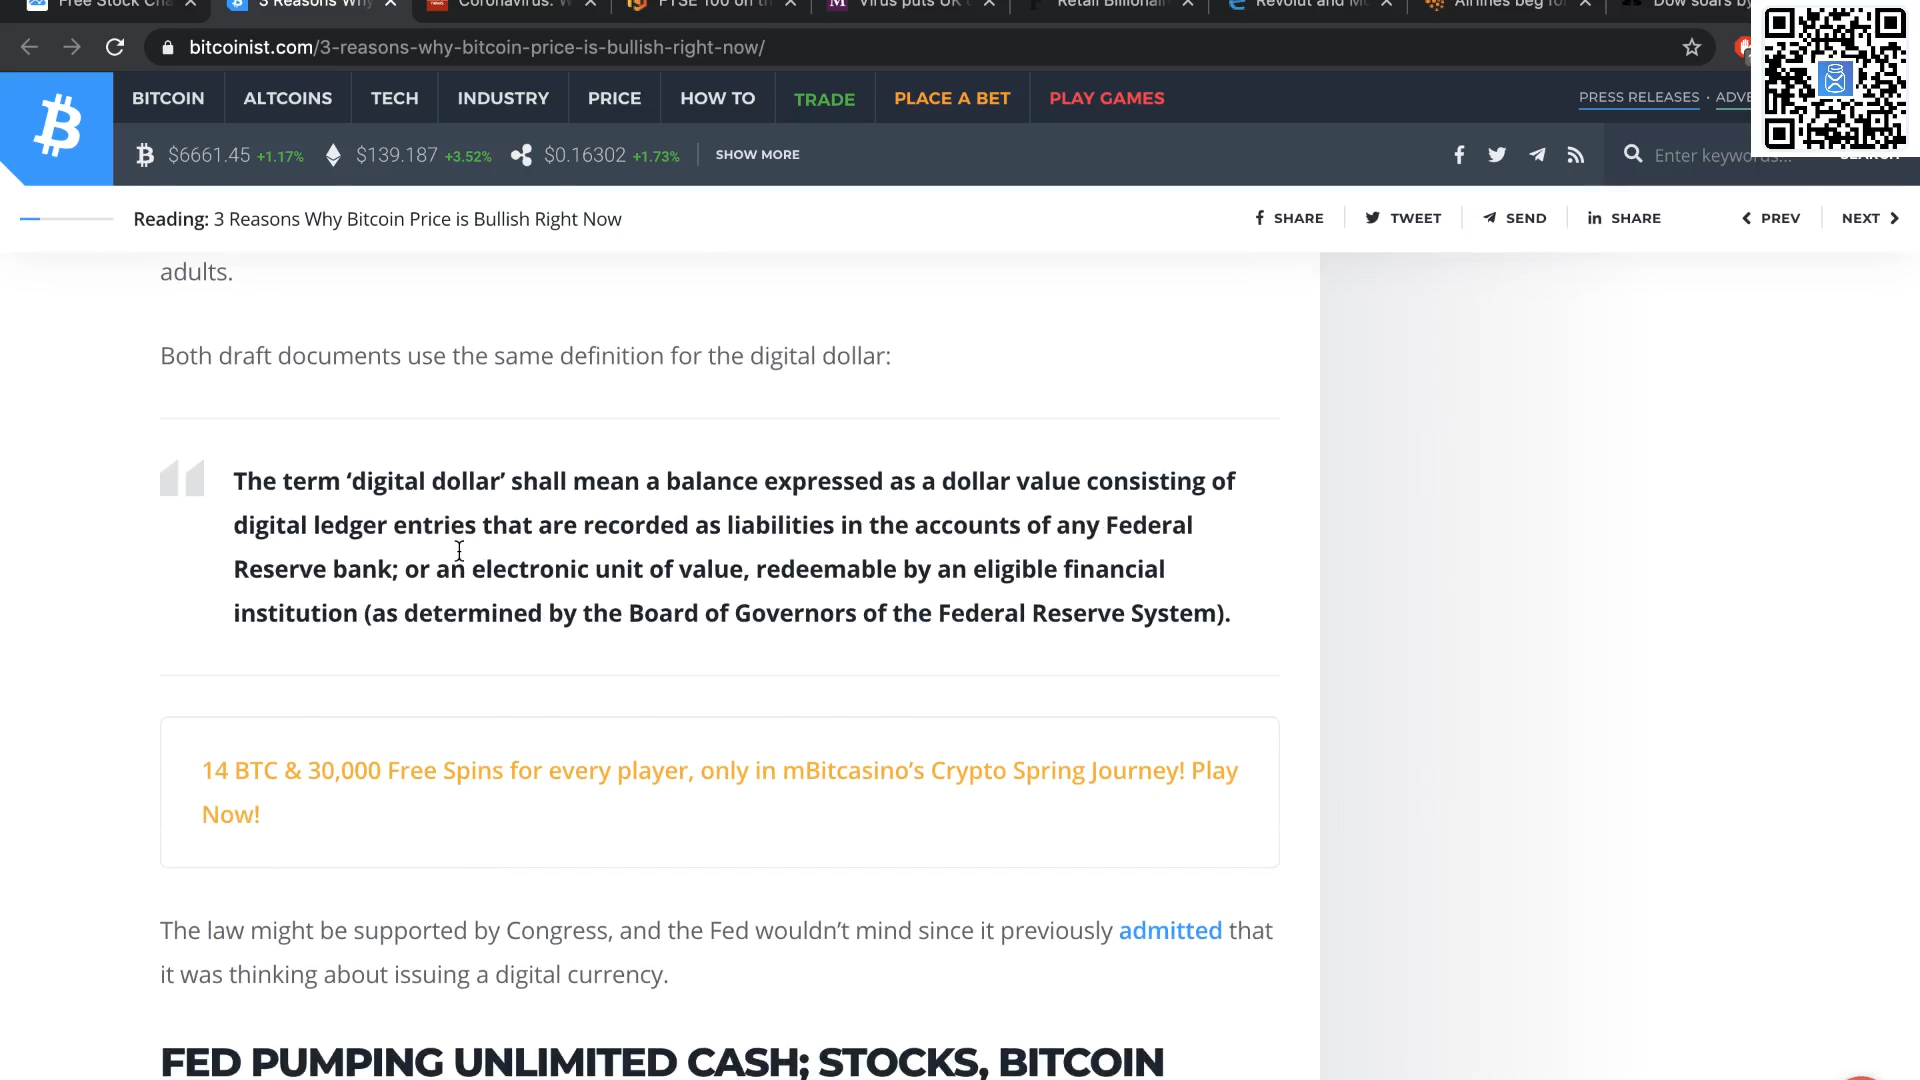 Free Stock Cha
3 Reasons Why
Coronavirus: W
FTSE 100 on t
Virus puts UK
Retail Billionair
Revolut and M
Airlines beg for
Dow soars by
bitcoinist.com/3-reasons-why-bitcoin-price-is-bullish-right-now/
BITCOIN
ALTCOINS
TECH
INDUSTRY
PRICE
HOW TO
TRADE
PLACE A BET
PLAY GAMES
PRESS RELEASES · ADVE
$6661.45 +1.17%
$139.187 +3.52%
$0.16302 +1.73%
SHOW MORE
Enter keywords...
SEARCH
Reading: 3 Reasons Why Bitcoin Price is Bullish Right Now
SHARE
TWEET
SEND
in SHARE
PREV
NEXT
adults.
Both draft documents use the same definition for the digital dollar:
The term ‘digital dollar’ shall mean a balance expressed as a dollar value consisting of
digital ledger entries that are recorded as liabilities in the accounts of any Federal
Reserve bank; or an electronic unit of value, redeemable by an eligible financial
institution (as determined by the Board of Governors of the Federal Reserve System).
14 BTC & 30,000 Free Spins for every player, only in mBitcasino’s Crypto Spring Journey! Play
Now!
The law might be supported by Congress, and the Fed wouldn’t mind since it previously admitted that
it was thinking about issuing a digital currency.
FED PUMPING UNLIMITED CASH; STOCKS, BITCOIN